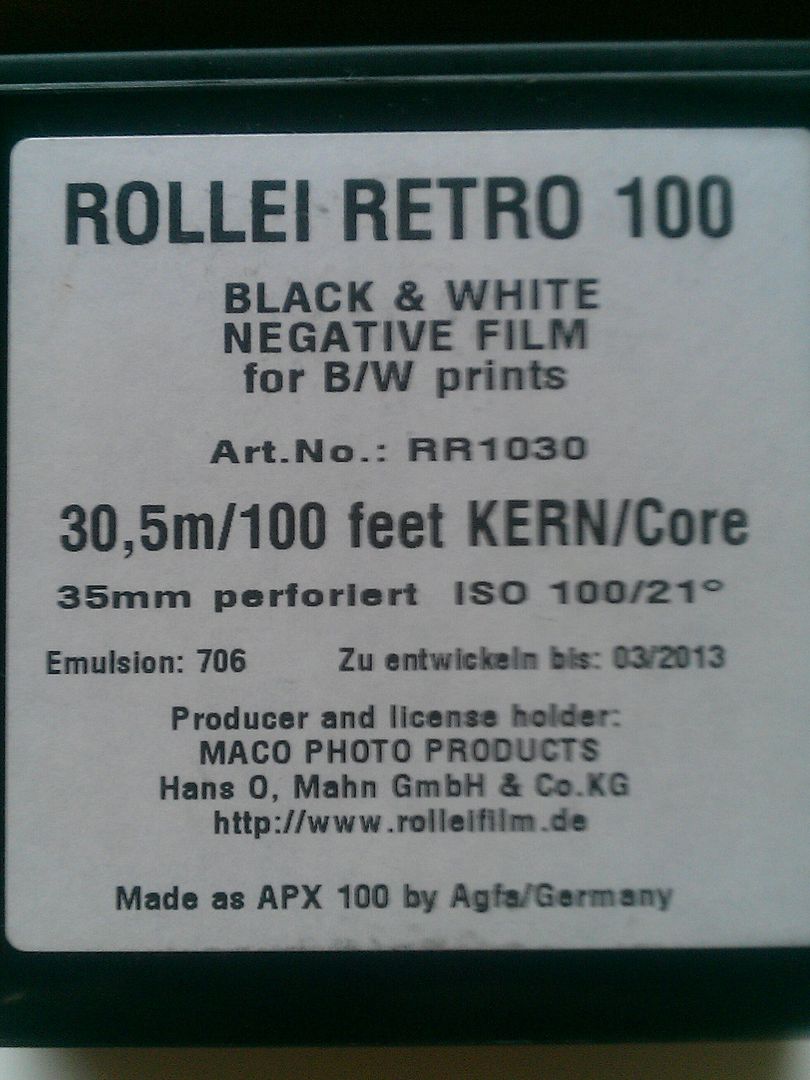 ROLLEI RETRO 100
BLACK & WHITE
NEGATIVE FILM
for B/W prints
Art.No.: RR1030
30,5m/100 feet KERN/Core
35mm perforiert ISO 100/21°
Emulsion: 706 Zu entwickeln bis: 03/2013
Producer and license holder:
MACO PHOTO PRODUCTS
Hans O, Mahn GmbH & Co.KG
http://www.rolleifilm.de
Made as APX 100 by Agfa/Germany